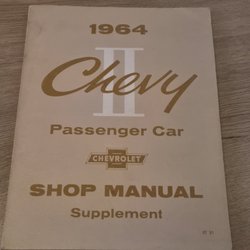 1964
Chevy II
Passenger Car
CHEVROLET
SHOP MANUAL
Supplement